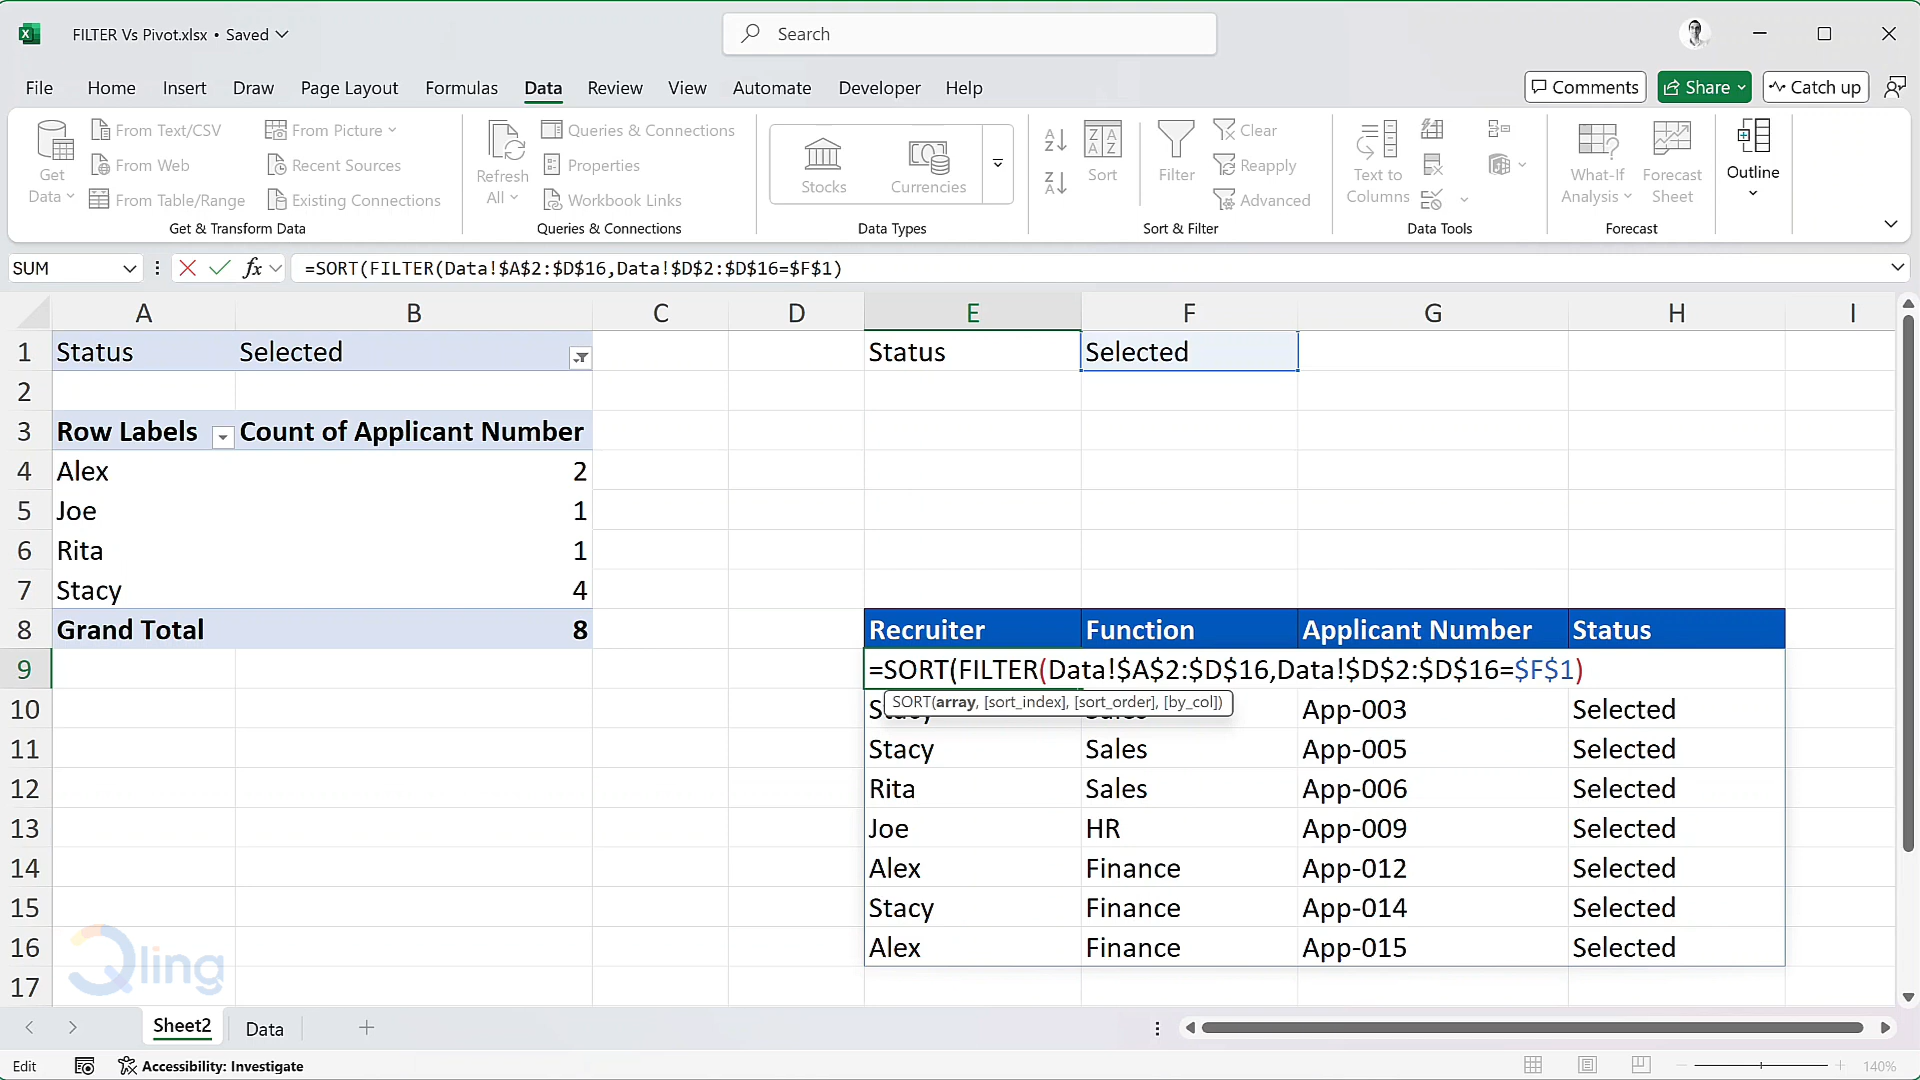 FILTER Vs Pivot.xlsx • Saved
Search
File Home Insert Draw Page Layout Formulas Data Review View Automate Developer Help
Comments Share Catch up
Get Data
From Text/CSV
From Web
From Table/Range
From Picture
Recent Sources
Existing Connections
Get & Transform Data
Refresh All
Queries & Connections
Properties
Workbook Links
Queries & Connections
Stocks Currencies
Data Types
Sort
Filter
Clear
Reapply
Advanced
Sort & Filter
Text to Columns
Data Tools
What-If Analysis
Forecast Sheet
Forecast
Outline
SUM fx =SORT(FILTER(Data!$A$2:$D$16,Data!$D$2:$D$16=$F$1)
A B C D E F G H I
1 Status Selected Status Selected
2
3 Row Labels Count of Applicant Number
4 Alex 2
5 Joe 1
6 Rita 1
7 Stacy 4
8 Grand Total 8 Recruiter Function Applicant Number Status
9 =SORT(FILTER(Data!$A$2:$D$16,Data!$D$2:$D$16=$F$1)
SORT(array, [sort_index], [sort_order], [by_col])
10 Stacy Sales App-003 Selected
11 Stacy Sales App-005 Selected
12 Rita Sales App-006 Selected
13 Joe HR App-009 Selected
14 Alex Finance App-012 Selected
15 Stacy Finance App-014 Selected
16 Alex Finance App-015 Selected
17
Qling
Sheet2 Data
Edit Accessibility: Investigate 140%